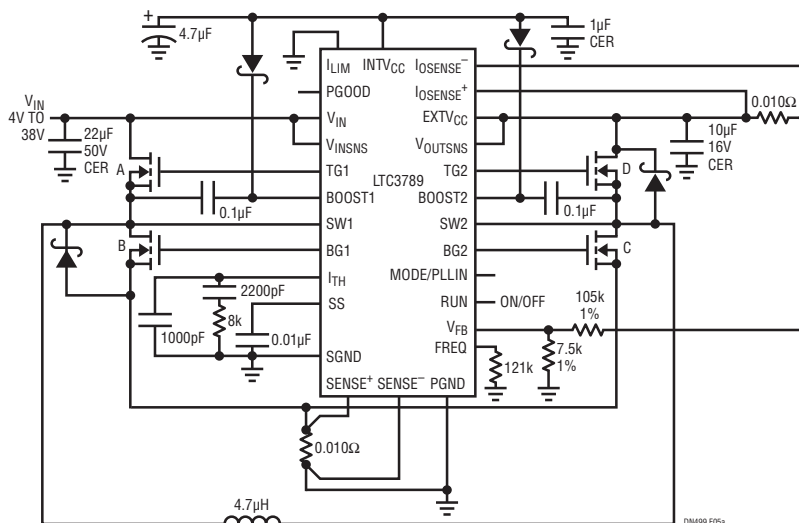 +
4.7µF
1µF
CER
I_LIM
INTV_CC
I_OSENSE⁻
PGOOD
I_OSENSE⁺
0.010Ω
V_IN
4V TO
38V
V_IN
EXTV_CC
22µF
50V
CER
V_INSNS
V_OUTSNS
10µF
16V
CER
A
TG1
LTC3789
TG2
D
BOOST1
BOOST2
0.1µF
0.1µF
SW1
SW2
B
BG1
BG2
C
I_TH
MODE/PLLIN
2200pF
SS
RUN
ON/OFF
105k
1%
1000pF
8k
0.01µF
V_FB
FREQ
SGND
121k
7.5k
1%
SENSE⁺ SENSE⁻ PGND
0.010Ω
4.7µH
DN499 F05a